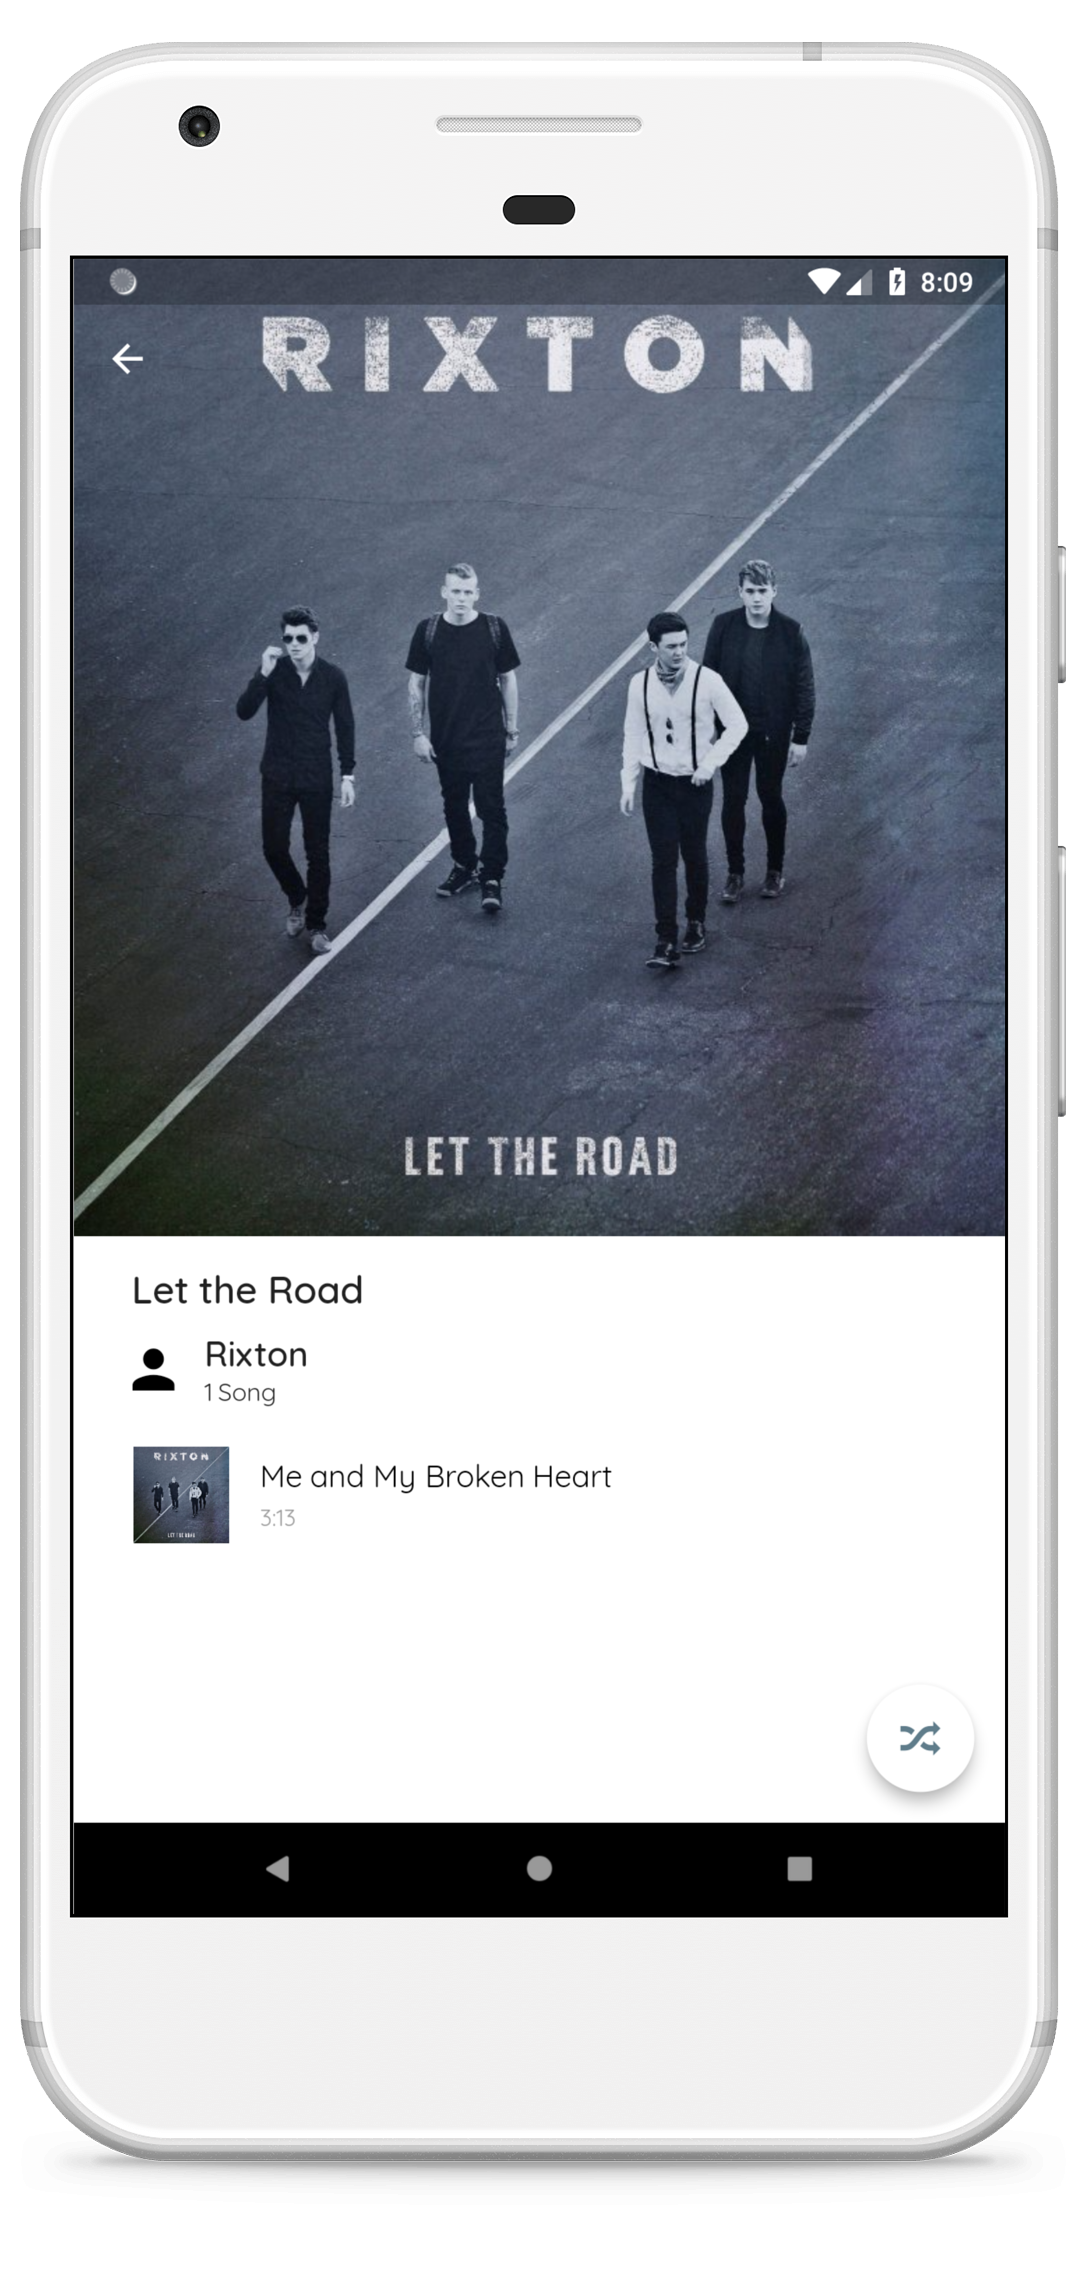 8:09
RIXTON
LET THE ROAD
Let the Road
Rixton
1 Song
RIXTON
Me and My Broken Heart
3:13
LET THE ROAD